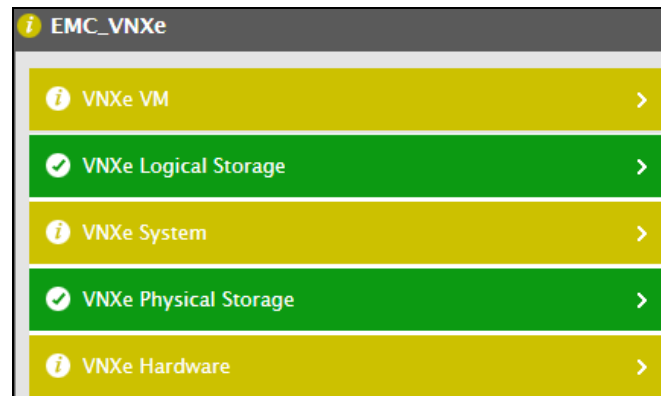 EMC_VNXe
VNXe VM
VNXe Logical Storage
VNXe System
VNXe Physical Storage
VNXe Hardware